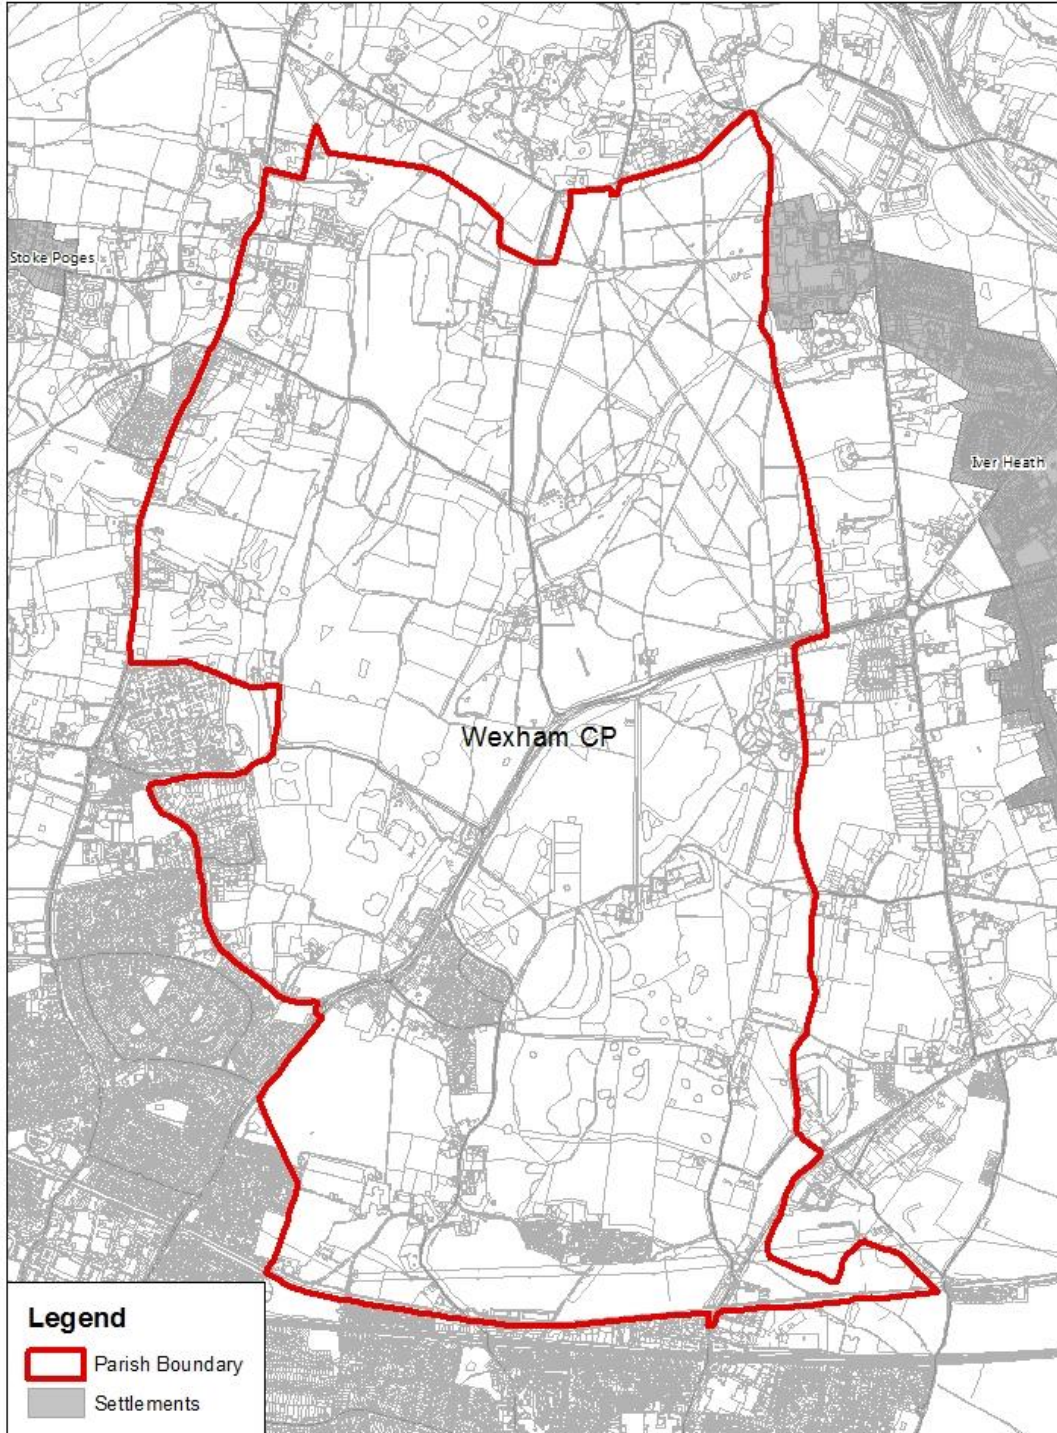 Stoke Poges
Iver Heath
Wexham CP
Legend
Parish Boundary
Settlements